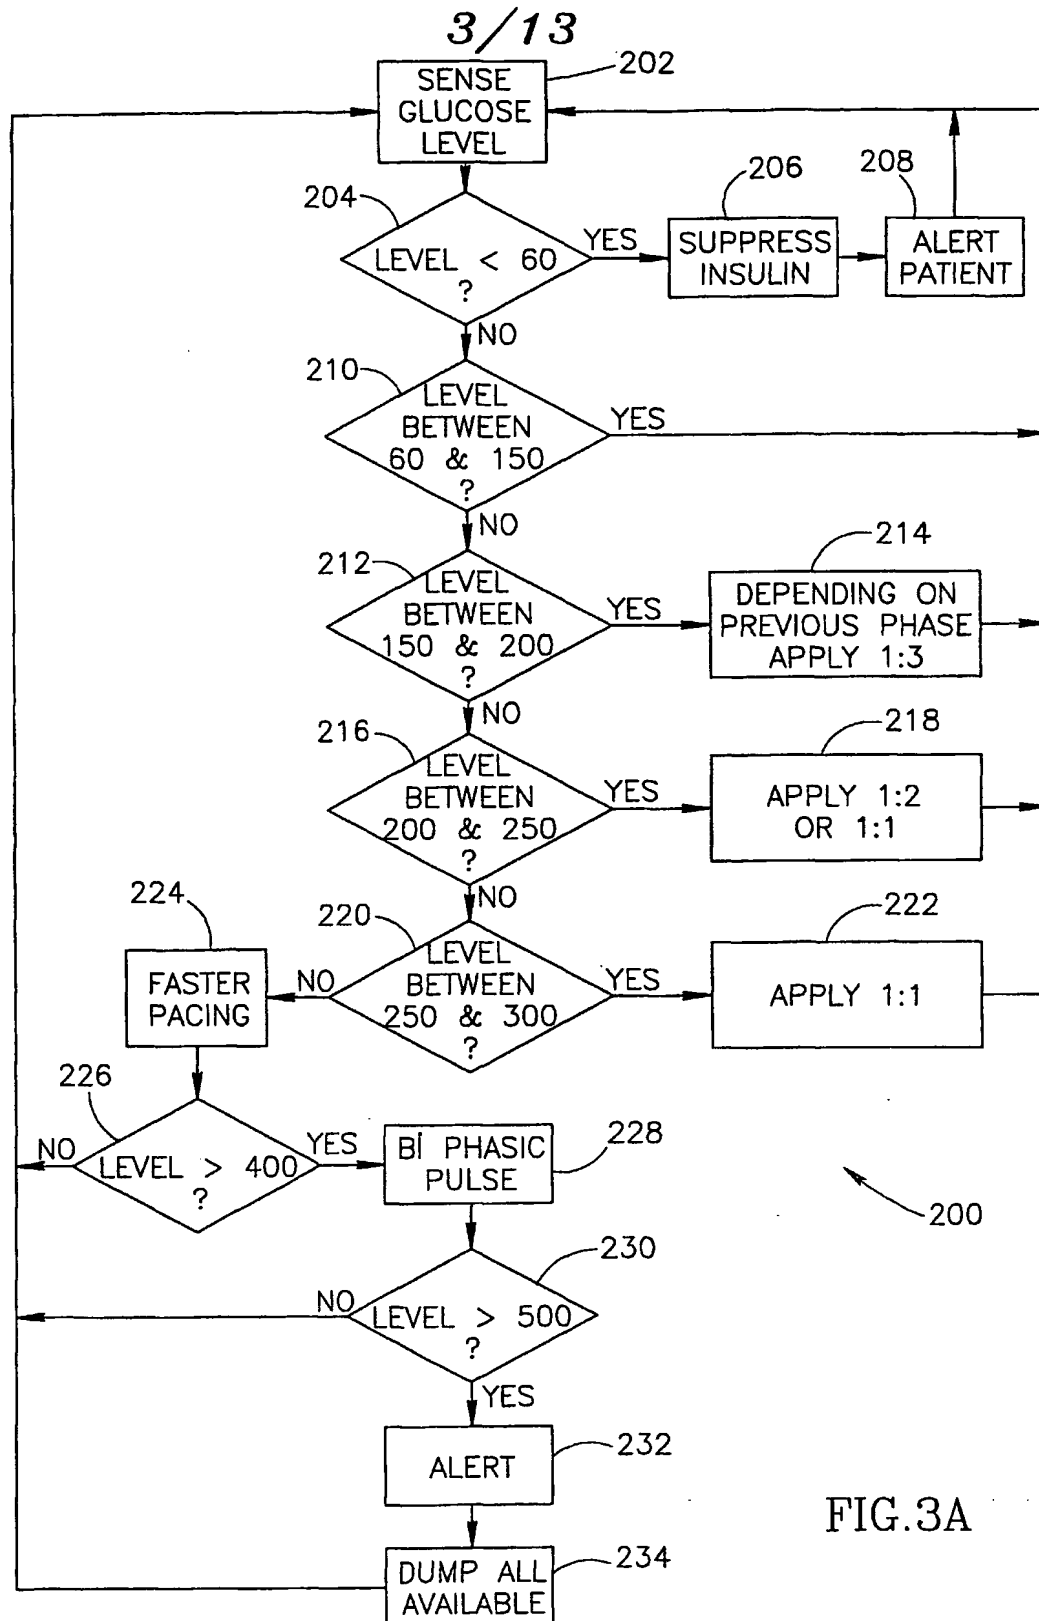 3/13
SENSE
GLUCOSE
LEVEL
202
204
LEVEL < 60
?
YES
NO
206
SUPPRESS
INSULIN
208
ALERT
PATIENT
210
LEVEL
BETWEEN
60 & 150
?
YES
NO
212
LEVEL
BETWEEN
150 & 200
?
YES
NO
214
DEPENDING ON
PREVIOUS PHASE
APPLY 1:3
216
LEVEL
BETWEEN
200 & 250
?
YES
NO
218
APPLY 1:2
OR 1:1
220
LEVEL
BETWEEN
250 & 300
?
YES
NO
222
APPLY 1:1
224
FASTER
PACING
226
LEVEL > 400
?
NO
YES
228
BI PHASIC
PULSE
200
230
LEVEL > 500
?
NO
YES
232
ALERT
234
DUMP ALL
AVAILABLE
FIG.3A